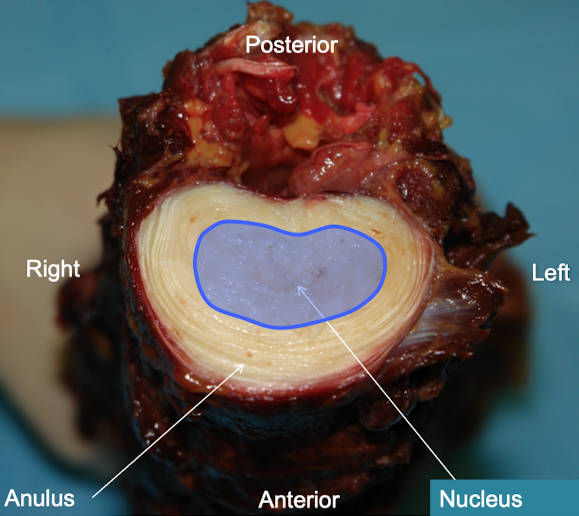 Posterior
Right
Left
Anulus
Anterior
Nucleus